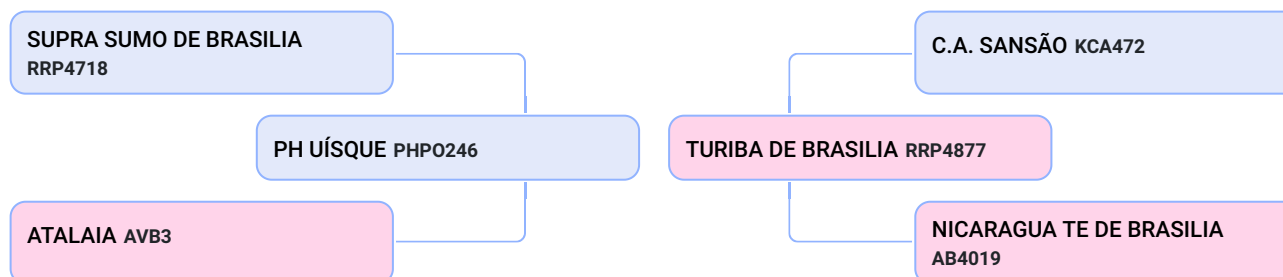 SUPRA SUMO DE BRASILIA
RRP4718
C.A. SANSÃO KCA472
PH UÍSQUE PHPO246
TURIBA DE BRASILIA RRP4877
ATALAIA AVB3
NICARAGUA TE DE BRASILIA
AB4019